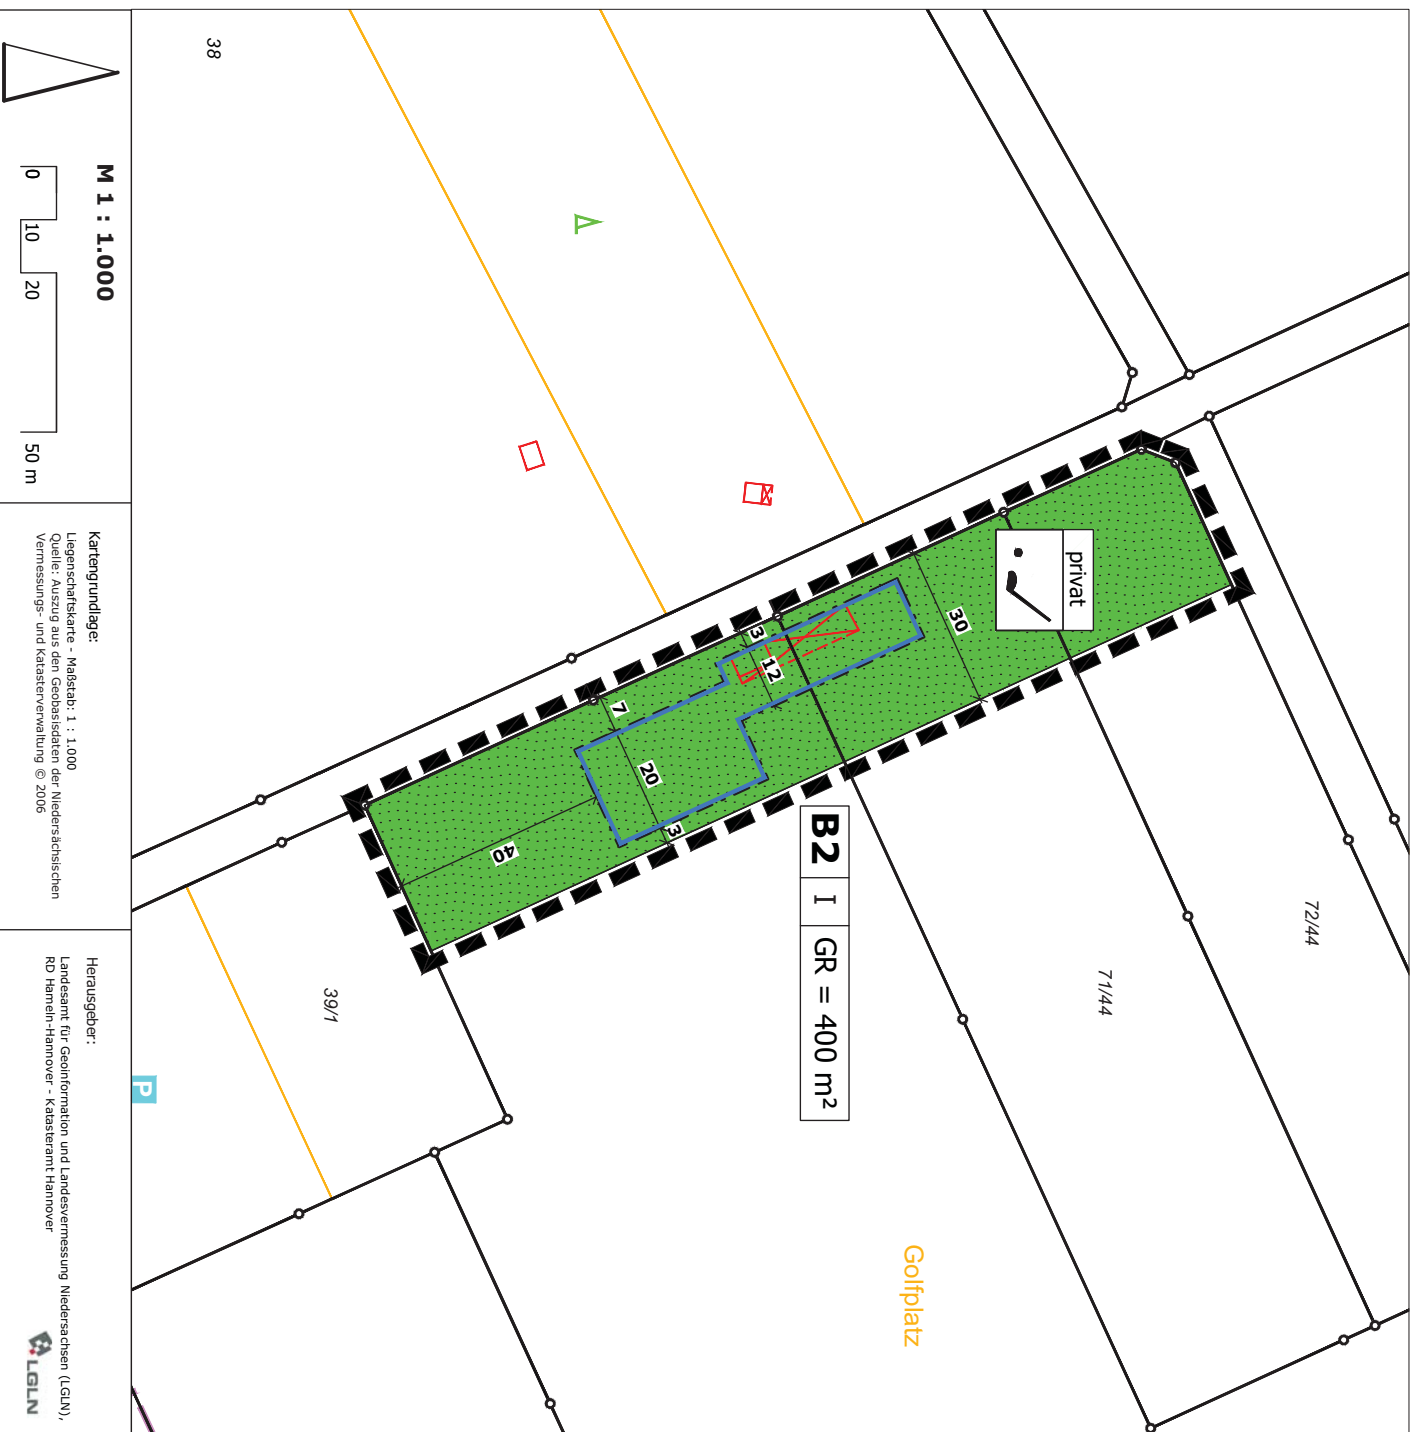 38
M 1 : 1.000
0
10
20
50 m
Kartengrundlage:
Liegenschaftskarte - Maßstab: 1 : 1.000
Quelle: Auszug aus den Geobasisdaten der Niedersächsischen
Vermessungs- und Katasterverwaltung © 2006
Herausgeber:
Landesamt für Geoinformation und Landesvermessung Niedersachsen (LGLN),
RD Hameln-Hannover - Katasteramt Hannover
LGLN
privat
30
3
12
7
20
3
40
B2 I GR = 400 m²
72/44
71/44
39/1
P
Golfplatz